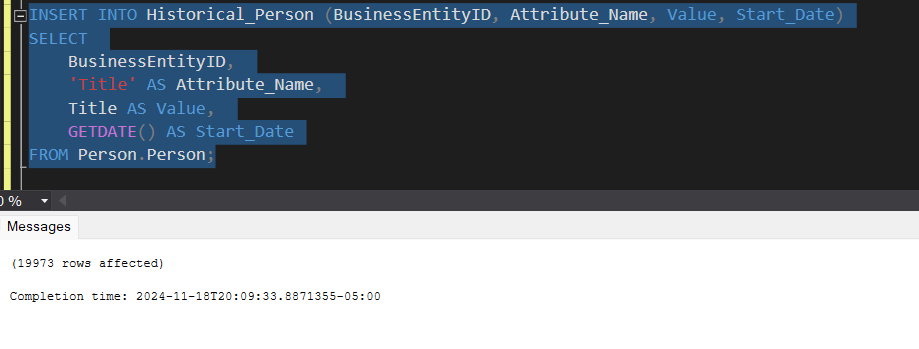 INSERT INTO Historical_Person (BusinessEntityID, Attribute_Name, Value, Start_Date)
SELECT
BusinessEntityID,
'Title' AS Attribute_Name,
Title AS Value,
GETDATE() AS Start_Date
FROM Person.Person;
0 %
Messages
(19973 rows affected)
Completion time: 2024-11-18T20:09:33.8871355-05:00